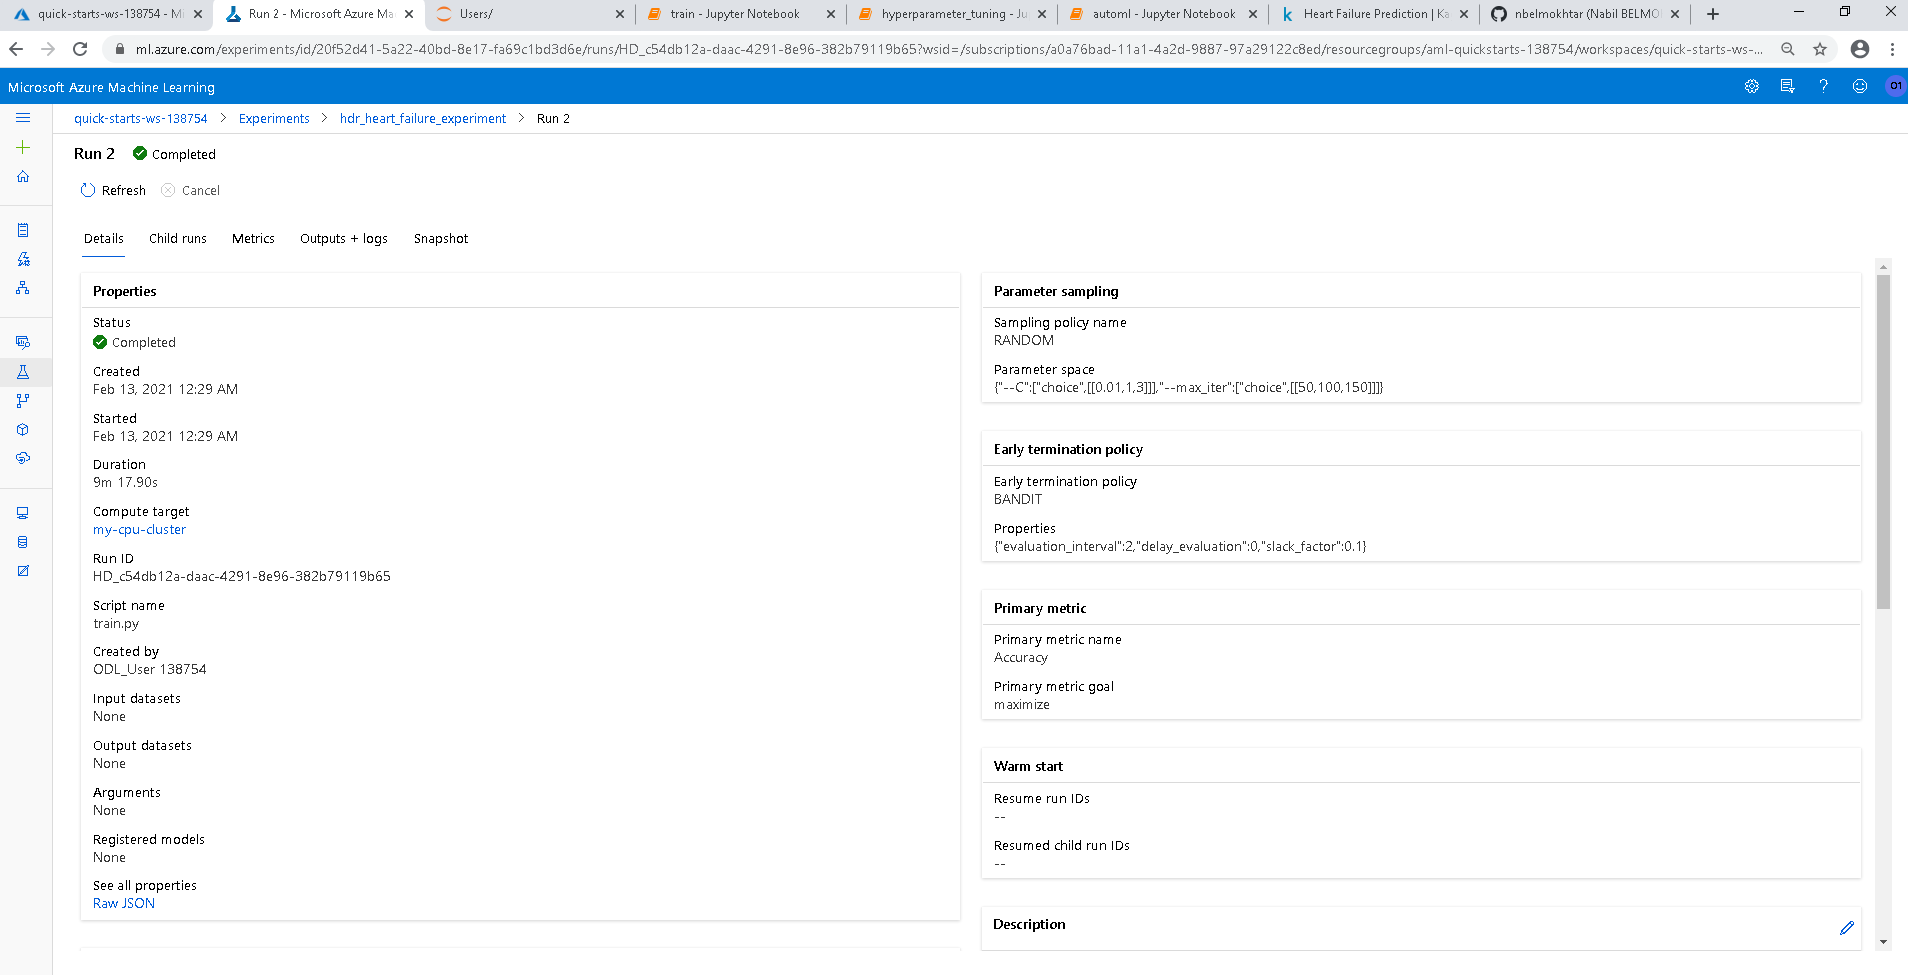 quick-starts-ws-138754 - Mi
Run 2 - Microsoft Azure Ma
Users/
train - Jupyter Notebook
hyperparameter_tuning - Ju
automl - Jupyter Notebook
Heart Failure Prediction | Ka
nbelmokhtar (Nabil BELMO
ml.azure.com/experiments/id/20f52d41-5a22-40bd-8e17-fa69c1bd3d6e/runs/HD_c54db12a-daac-4291-8e96-382b79119b65?wsid=/subscriptions/a0a76bad-11a1-4a2d-9887-97a29122c8ed/resourcegroups/aml-quickstarts-138754/workspaces/quick-starts-ws-...
Microsoft Azure Machine Learning
O1
quick-starts-ws-138754 > Experiments > hdr_heart_failure_experiment > Run 2
Run 2 Completed
Refresh Cancel
Details Child runs Metrics Outputs + logs Snapshot
Properties
Status
Completed
Created
Feb 13, 2021 12:29 AM
Started
Feb 13, 2021 12:29 AM
Duration
9m 17.90s
Compute target
my-cpu-cluster
Run ID
HD_c54db12a-daac-4291-8e96-382b79119b65
Script name
train.py
Created by
ODL_User 138754
Input datasets
None
Output datasets
None
Arguments
None
Registered models
None
See all properties
Raw JSON
Parameter sampling
Sampling policy name
RANDOM
Parameter space
{"--C":["choice",[[0.01,1,3]]],"--max_iter":["choice",[[50,100,150]]]}
Early termination policy
Early termination policy
BANDIT
Properties
{"evaluation_interval":2,"delay_evaluation":0,"slack_factor":0.1}
Primary metric
Primary metric name
Accuracy
Primary metric goal
maximize
Warm start
Resume run IDs
--
Resumed child run IDs
--
Description